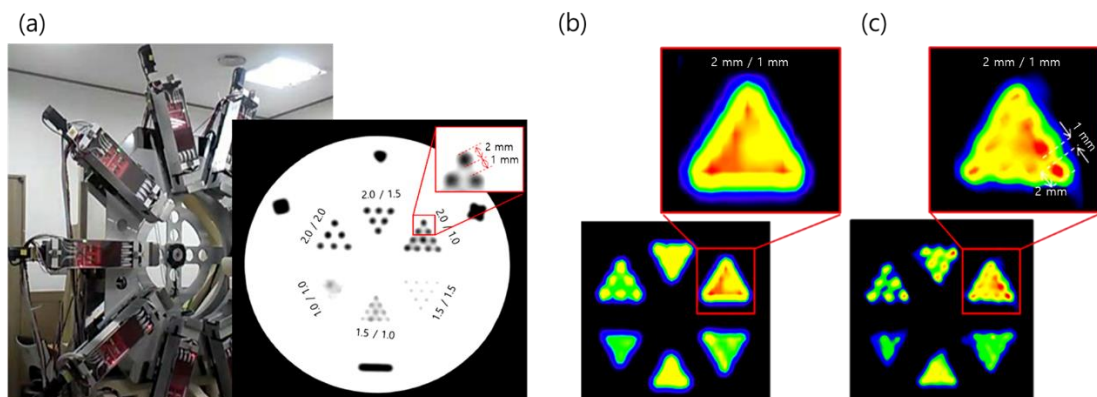 (a)
(b)
(c)
2 mm
1 mm
2.0 / 1.5
2.0 / 2.0
2.0 / 1.0
1.0 / 1.0
1.5 / 1.0
1.5 / 1.5
2 mm / 1 mm
2 mm / 1 mm
1 mm
2 mm